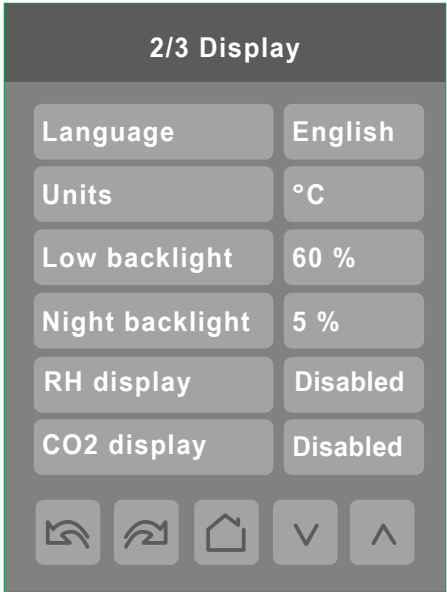 2/3 Display
Language English
Units °C
Low backlight 60 %
Night backlight 5 %
RH display Disabled
CO2 display Disabled